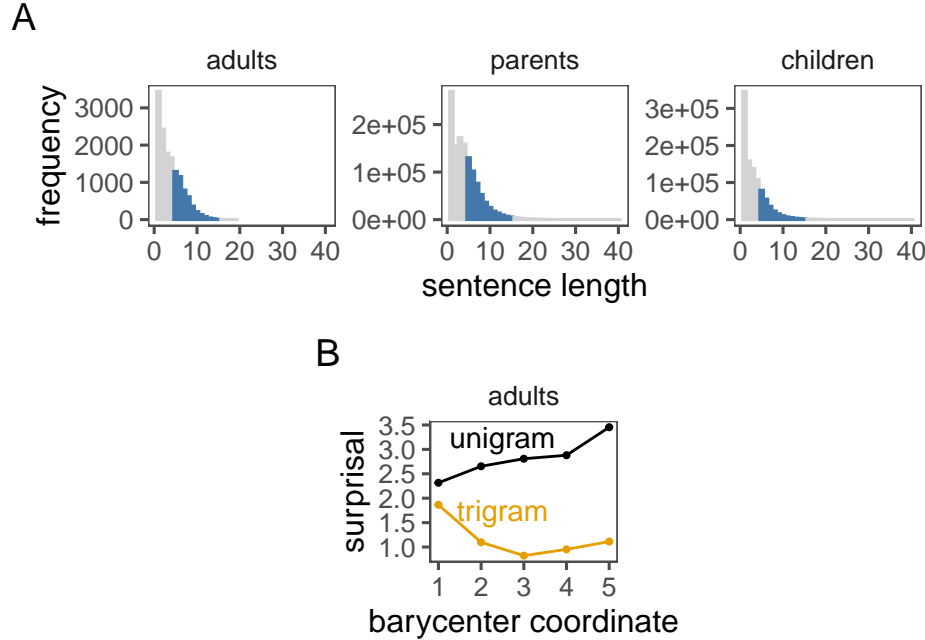 A
adults
parents
children
frequency
3000
2000
1000
0
2e+05
1e+05
0e+00
3e+05
2e+05
1e+05
0e+00
0 10 20 30 40
0 10 20 30 40
0 10 20 30 40
sentence length
B
adults
surprisal
3.5
3.0
2.5
2.0
1.5
1.0
unigram
trigram
1 2 3 4 5
barycenter coordinate